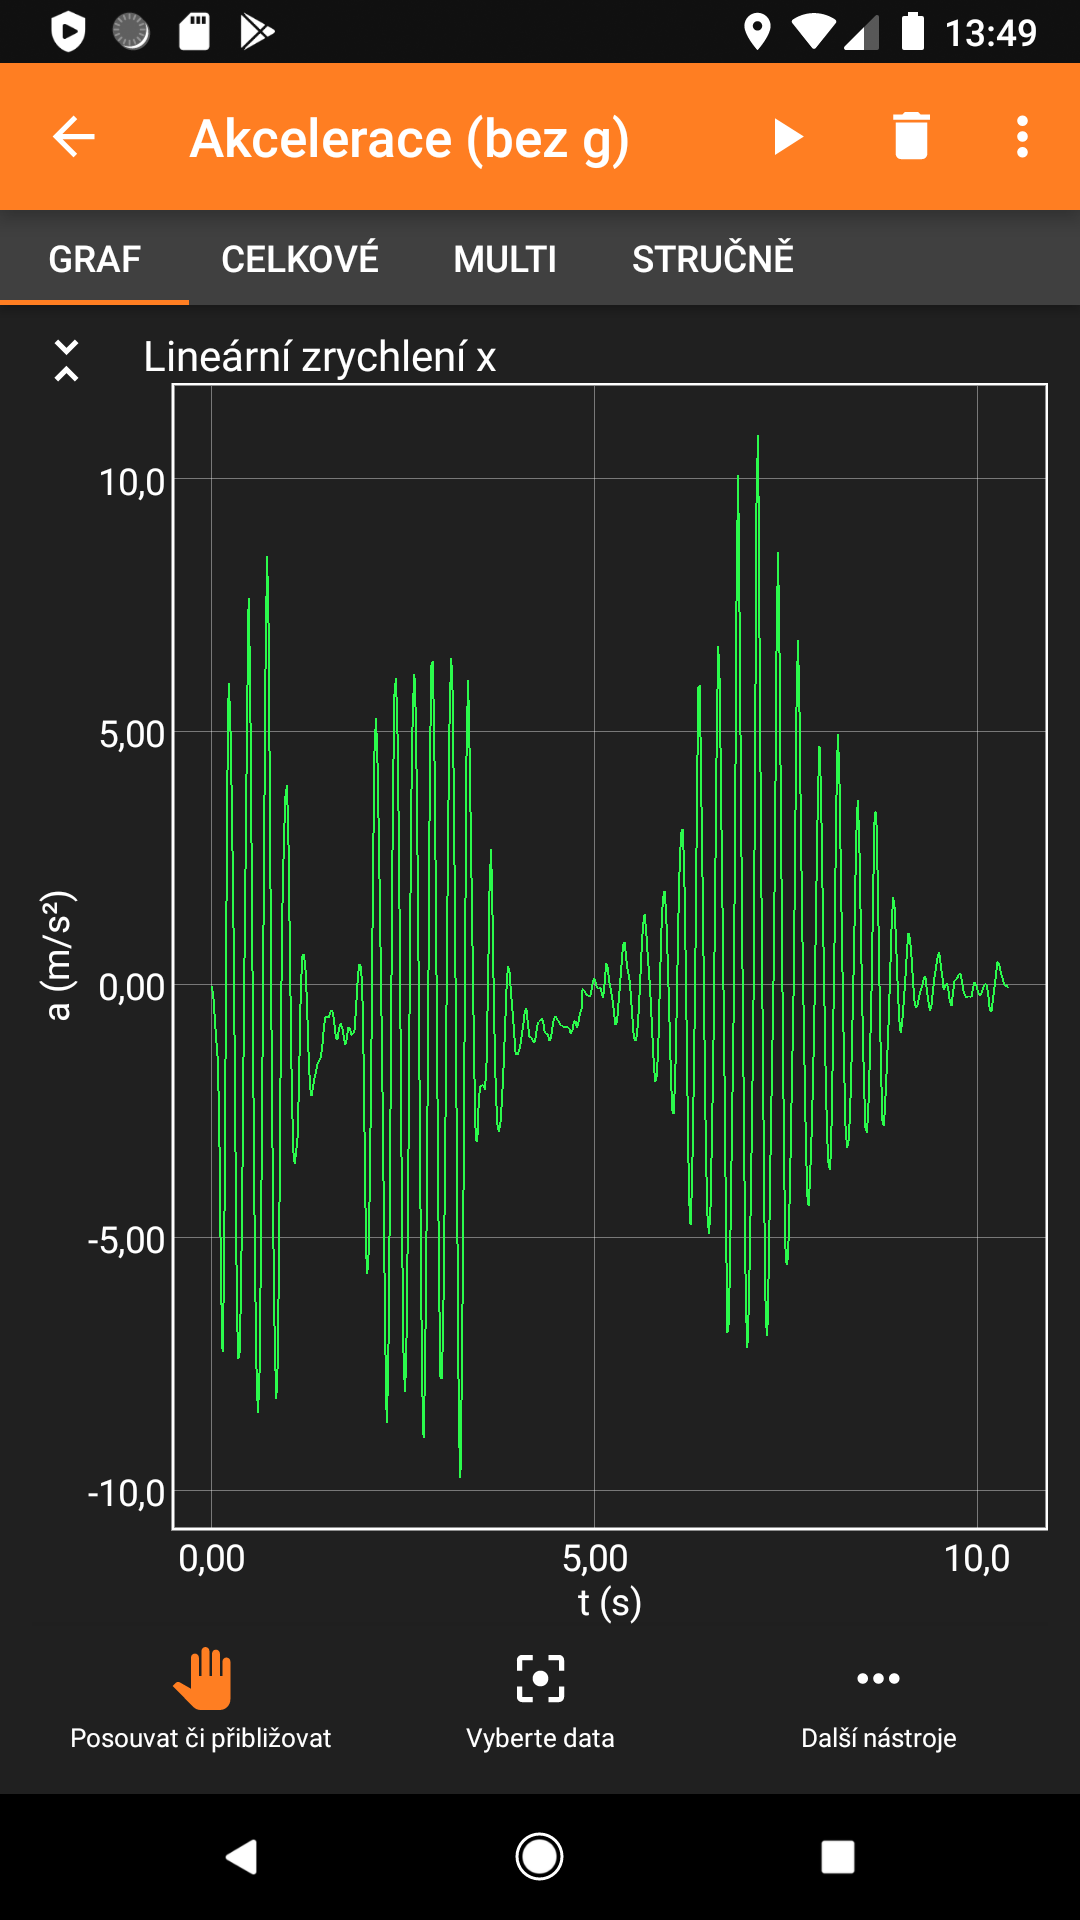 13:49
Akcelerace (bez g)
GRAF CELKOVÉ MULTI STRUČNĚ
Lineární zrychlení x
10,0
5,00
0,00
-5,00
-10,0
a (m/s²)
0,00 5,00 10,0
t (s)
Posouvat či přibližovat Vyberte data Další nástroje